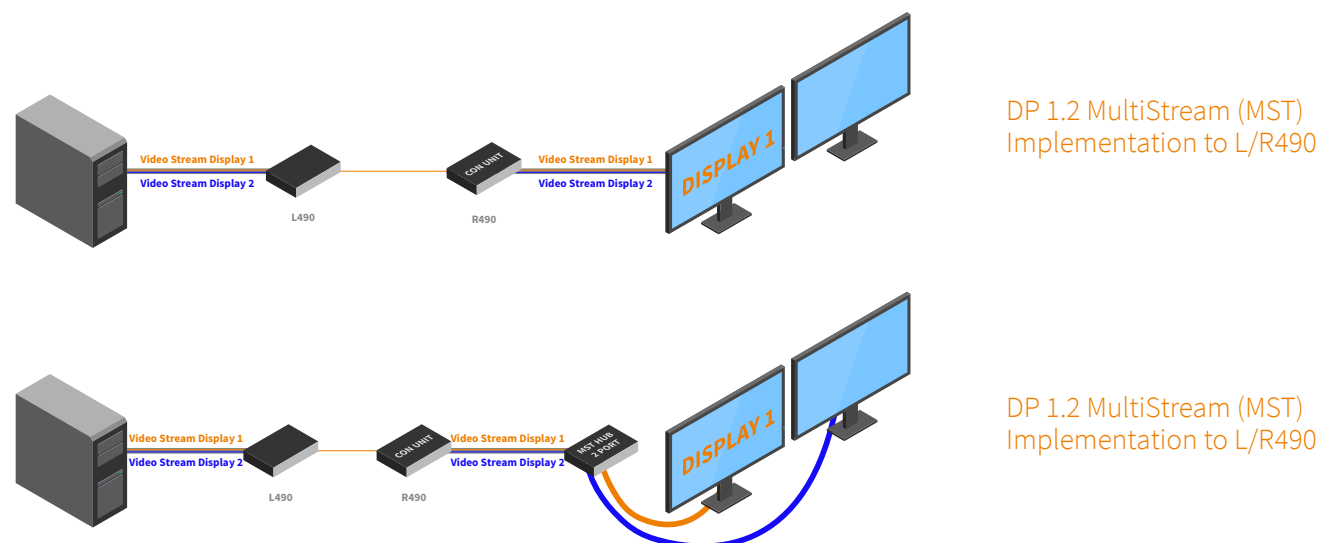 DP 1.2 MultiStream (MST)
Implementation to L/R490
Video Stream Display 1
Video Stream Display 2
L490
CON UNIT
R490
Video Stream Display 1
Video Stream Display 2
DISPLAY 1
DP 1.2 MultiStream (MST)
Implementation to L/R490
Video Stream Display 1
Video Stream Display 2
L490
CON UNIT
R490
Video Stream Display 1
Video Stream Display 2
MST HUB
2 PORT
DISPLAY 1